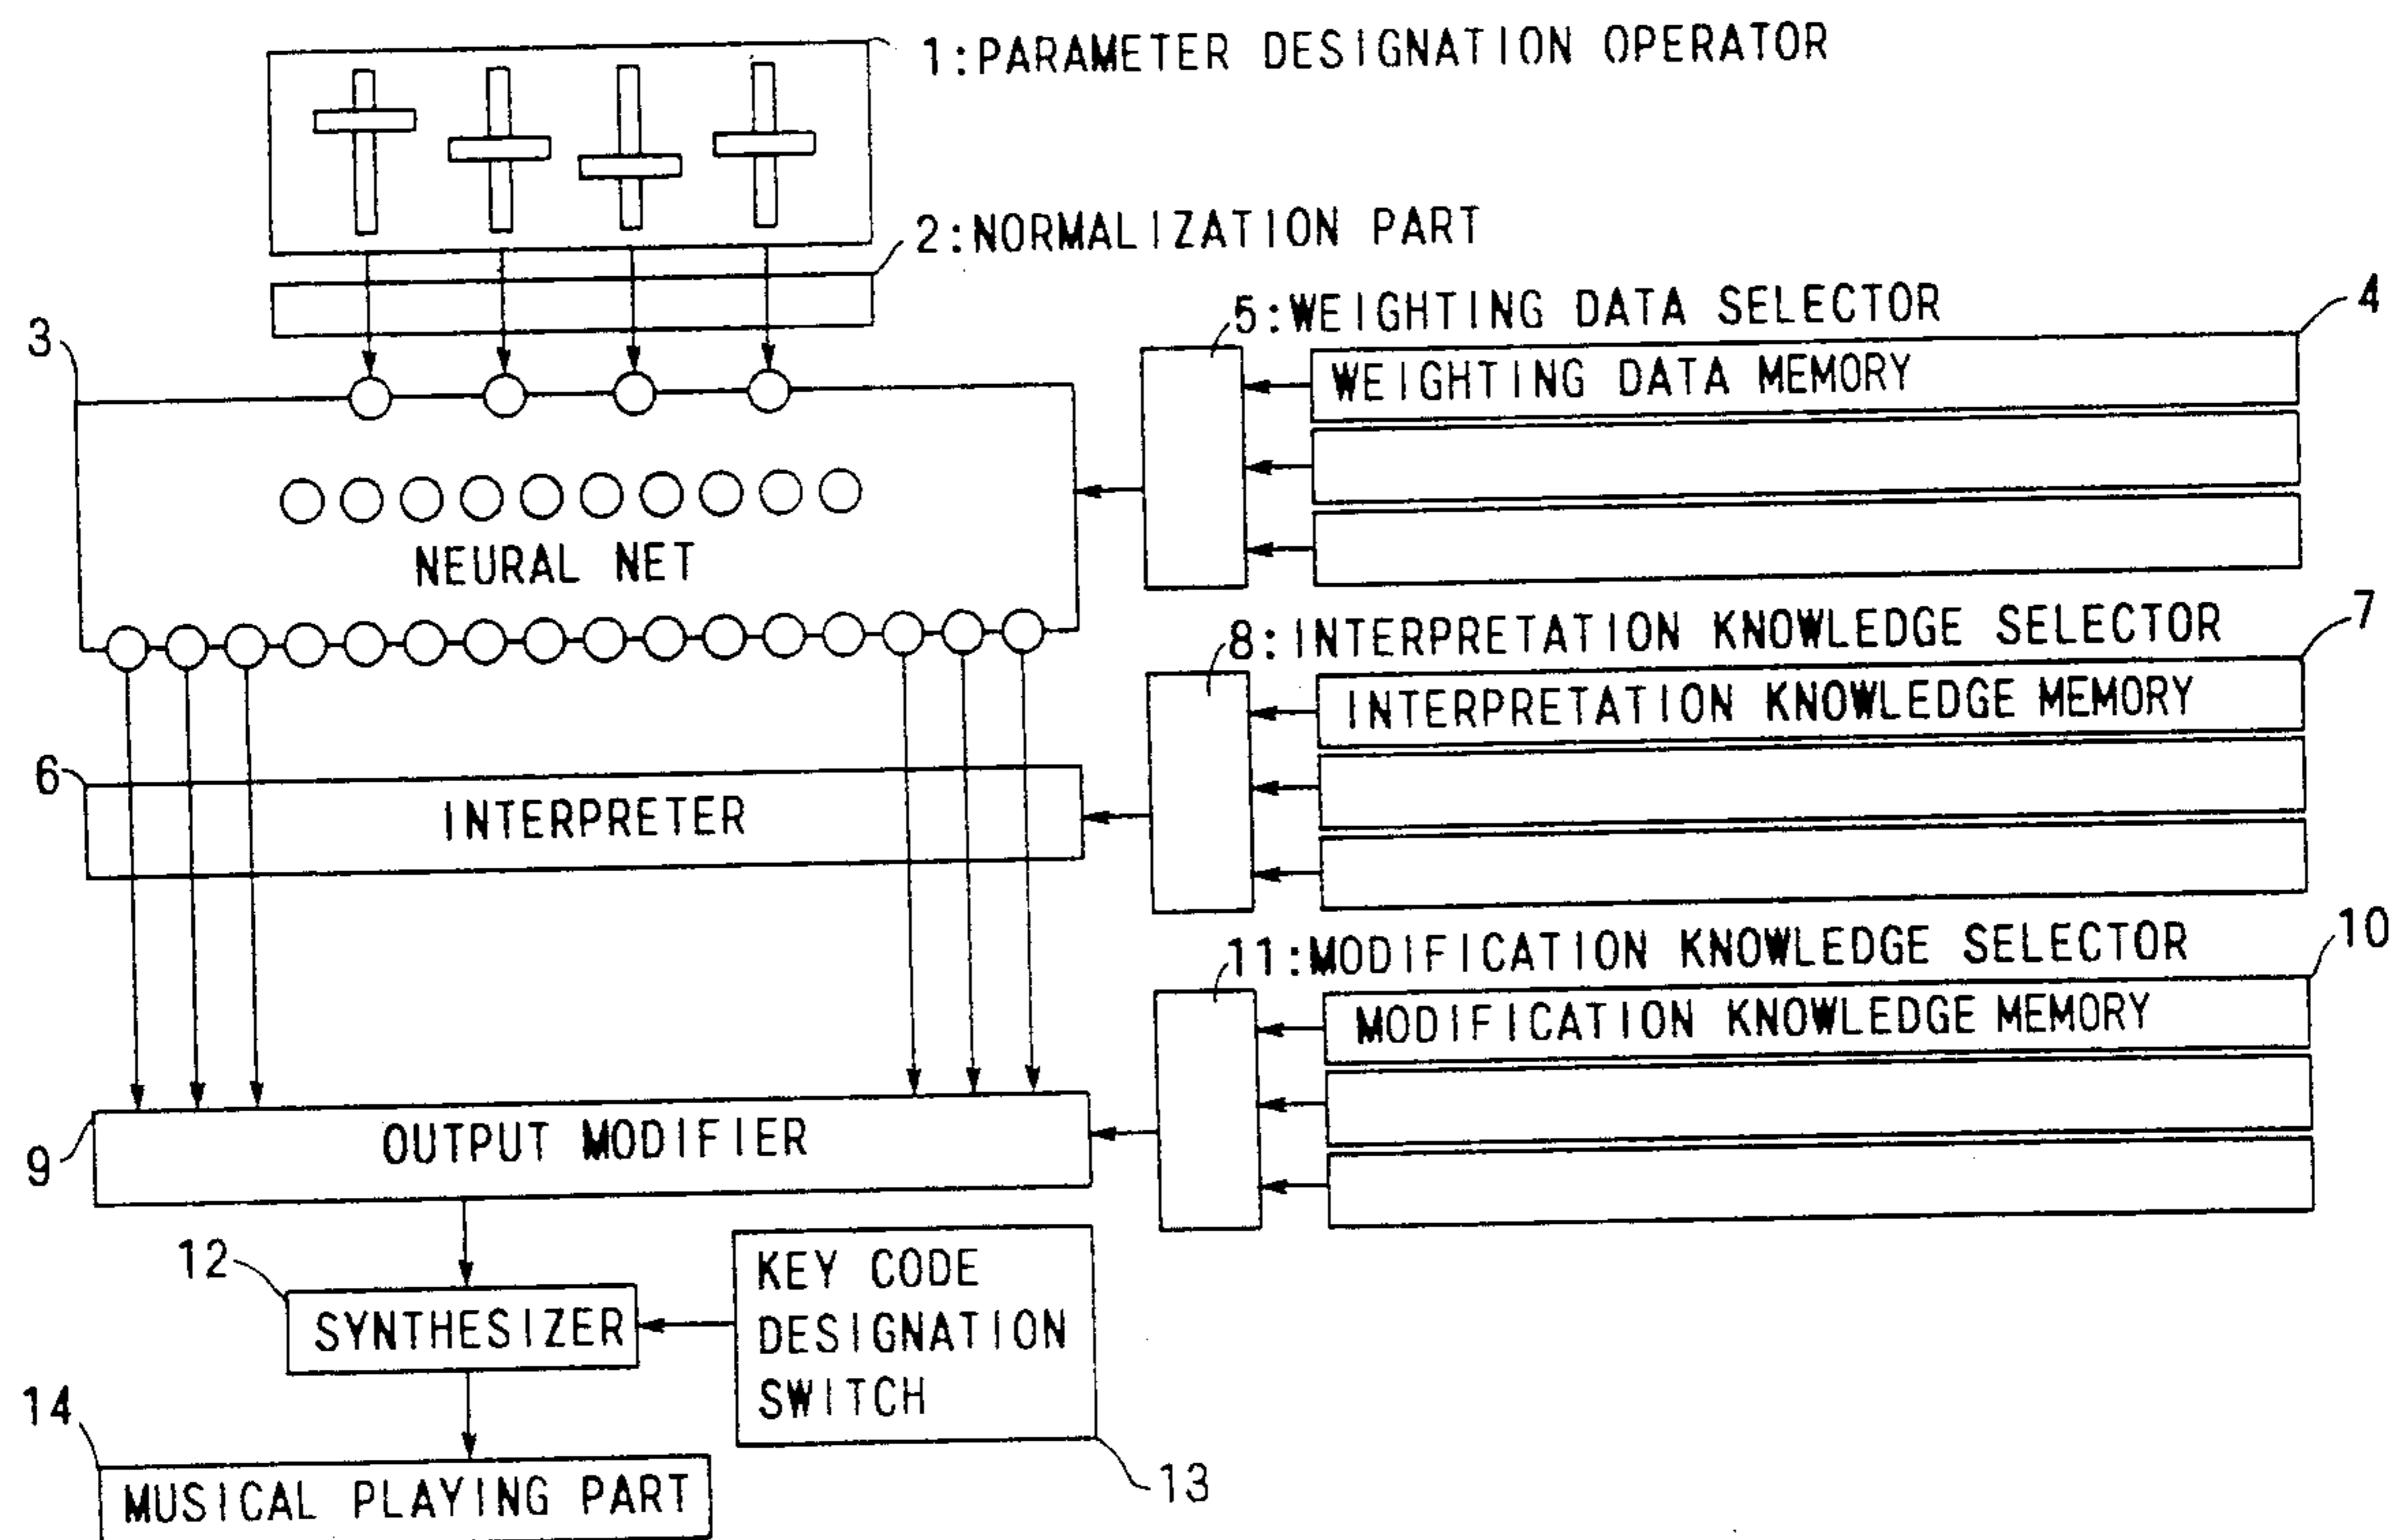 1:PARAMETER DESIGNATION OPERATOR
2:NORMALIZATION PART
3
5:WEIGHTING DATA SELECTOR
4
WEIGHTING DATA MEMORY
NEURAL NET
8:INTERPRETATION KNOWLEDGE SELECTOR
7
INTERPRETATION KNOWLEDGE MEMORY
6
INTERPRETER
11:MODIFICATION KNOWLEDGE SELECTOR
10
MODIFICATION KNOWLEDGE MEMORY
9
OUTPUT MODIFIER
12
SYNTHESIZER
KEY CODE
DESIGNATION
SWITCH
13
14
MUSICAL PLAYING PART